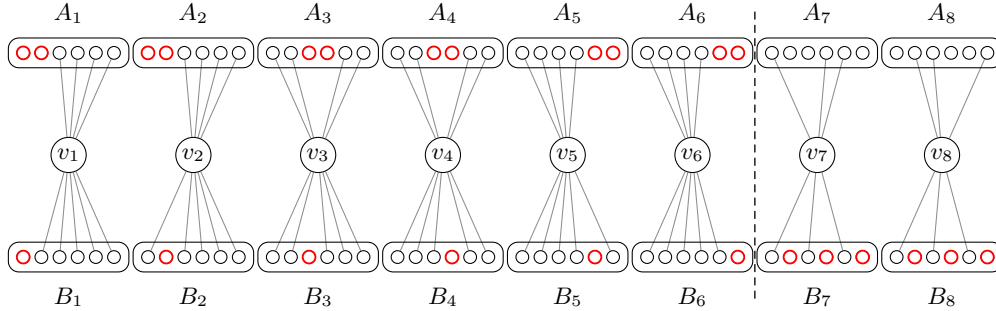 A₁ A₂ A₃ A₄ A₅ A₆ A₇ A₈
v₁ v₂ v₃ v₄ v₅ v₆ v₇ v₈
B₁ B₂ B₃ B₄ B₅ B₆ B₇ B₈